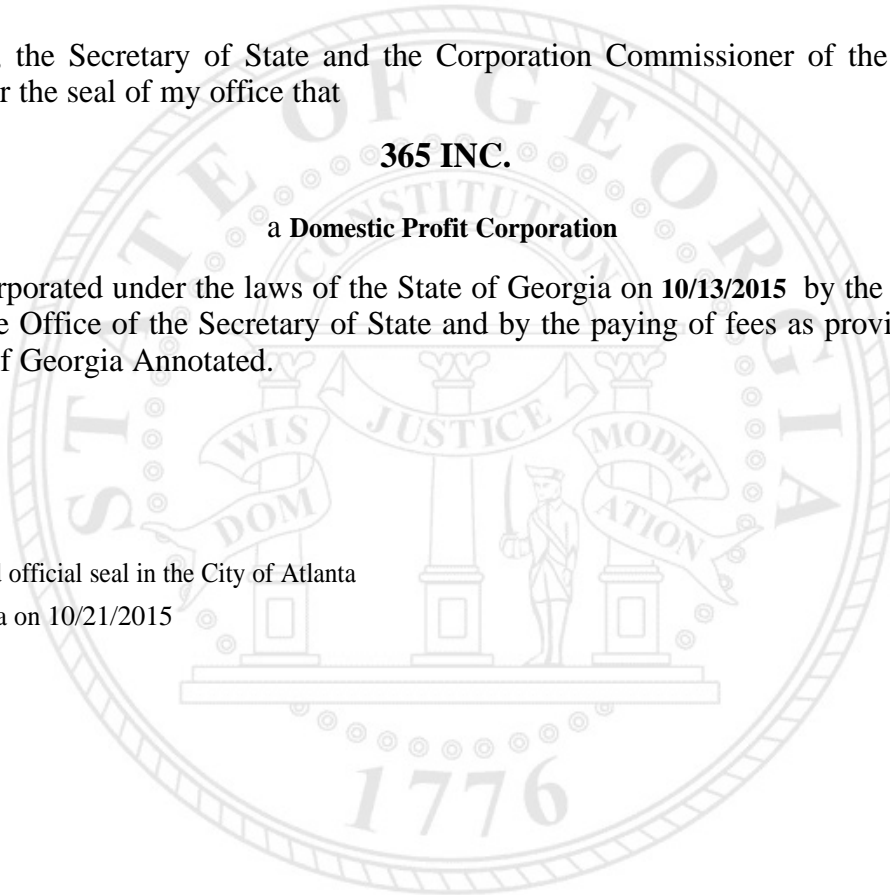 the Secretary of State and the Corporation Commissioner of the
r the seal of my office that
365 INC.
a Domestic Profit Corporation
rporated under the laws of the State of Georgia on 10/13/2015 by the
e Office of the Secretary of State and by the paying of fees as provi
f Georgia Annotated.
l official seal in the City of Atlanta
a on 10/21/2015
STATE OF GEORGIA
CONSTITUTION
WIS
DOM
JUSTICE
MODER
ATION
1776